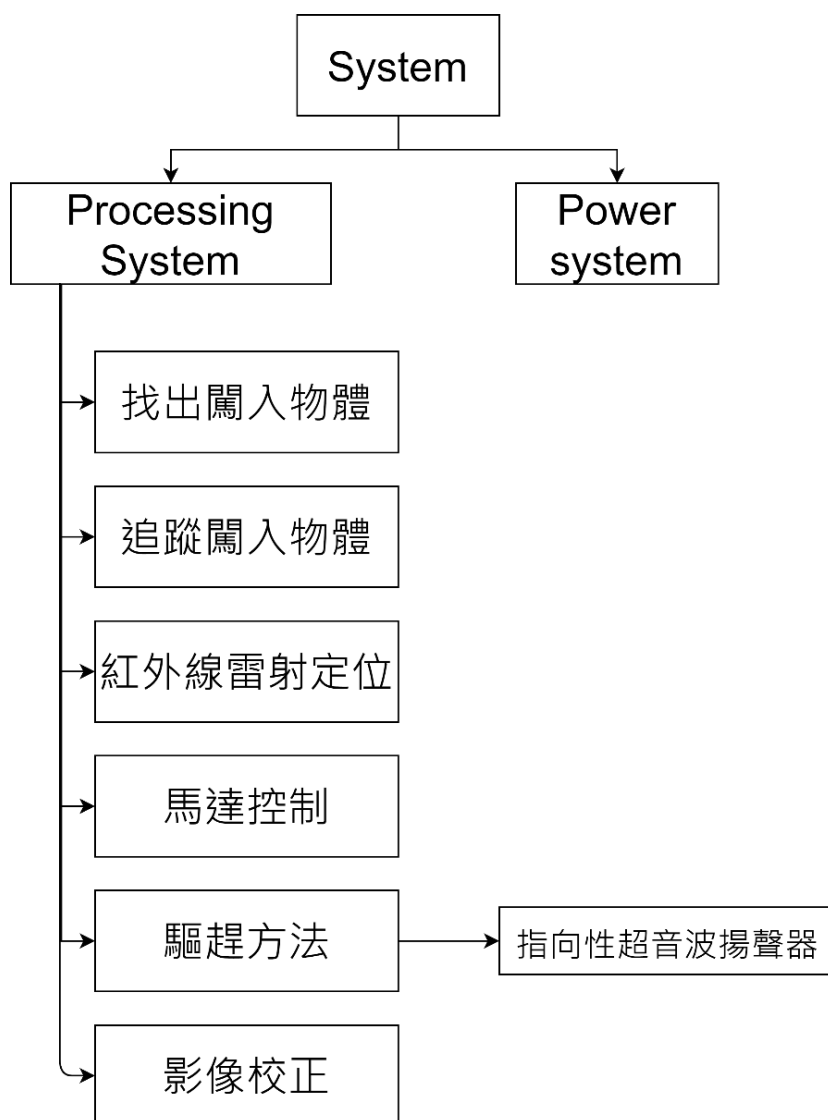 System
Processing
System
Power
system
找出闖入物體
追蹤闖入物體
紅外線雷射定位
馬達控制
驅趕方法
指向性超音波揚聲器
影像校正